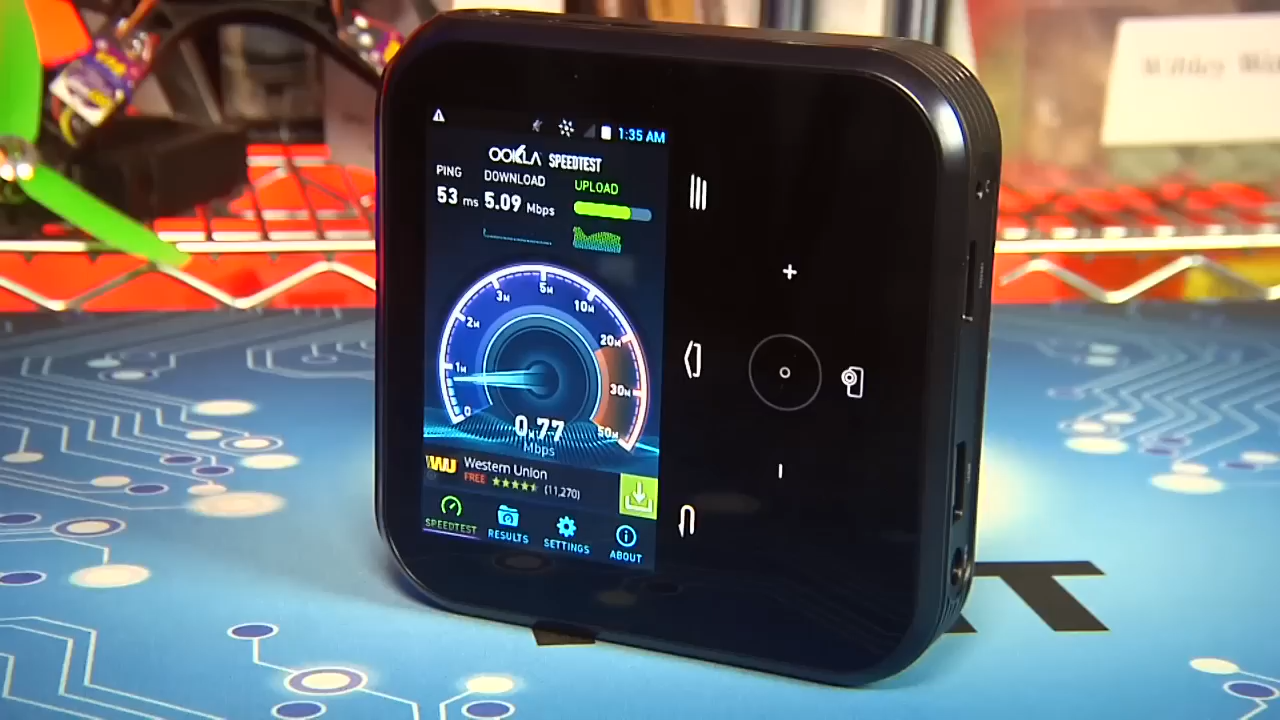 1:35 AM
OOKLA SPEEDTEST
PING DOWNLOAD UPLOAD
53 ms 5.09 Mbps
0 1M 2M 3M 5M 10M 20M 30M 50M
0.77
Mbps
WU Western Union
FREE (11,270)
SPEEDTEST RESULTS SETTINGS ABOUT